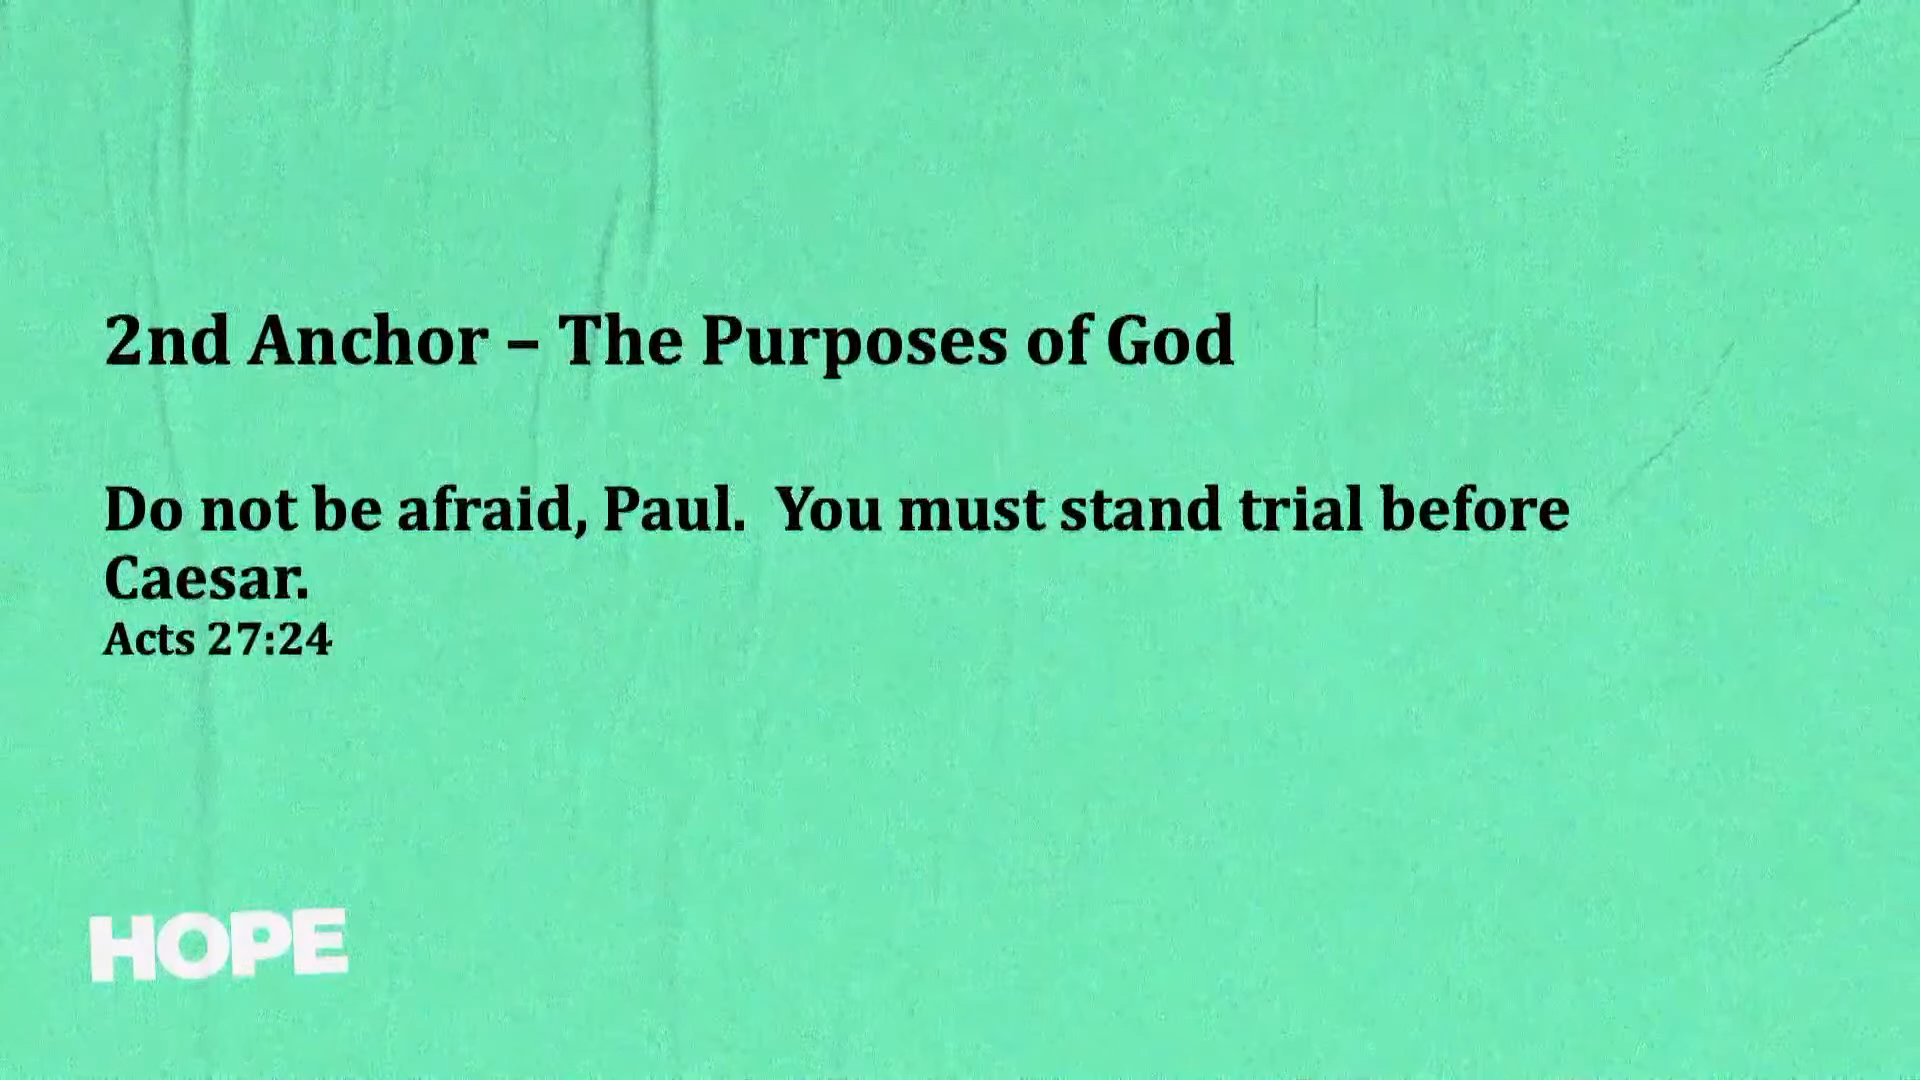 2nd Anchor – The Purposes of God
Do not be afraid, Paul.  You must stand trial before
Caesar.
Acts 27:24
HOPE